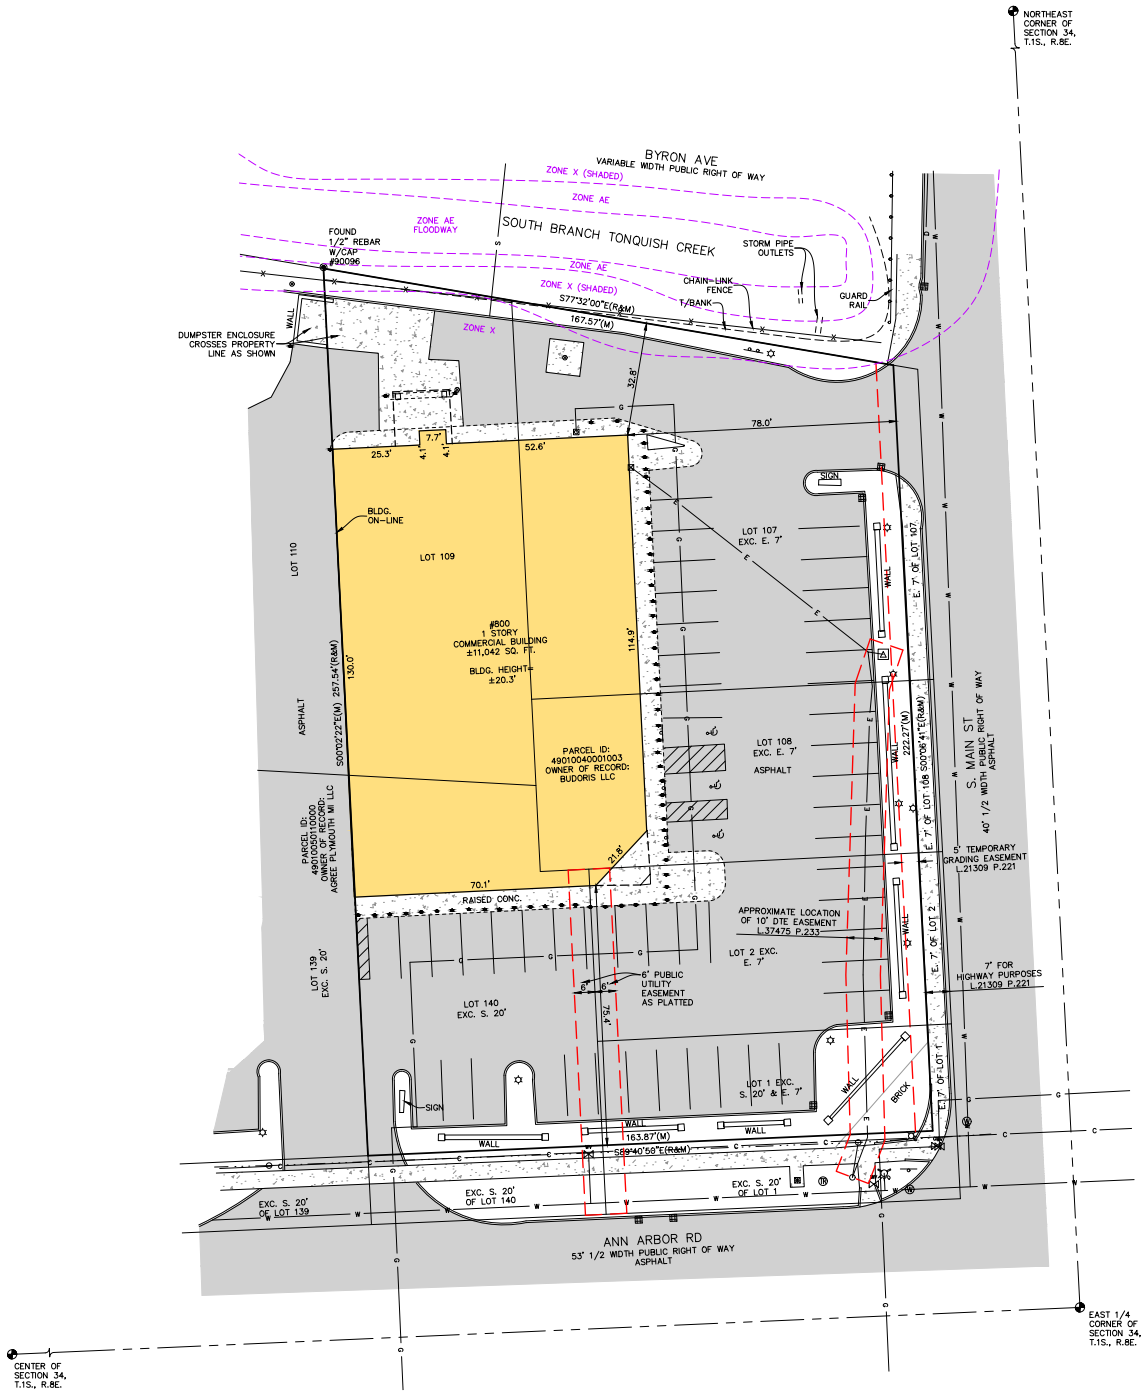 NORTHEAST
CORNER OF
SECTION 34,
T.1S., R.8E.
BYRON AVE
VARIABLE WIDTH PUBLIC RIGHT OF WAY
ZONE X (SHADED)
ZONE AE
ZONE AE
FLOODWAY
SOUTH BRANCH TONQUISH CREEK
FOUND
1/2" REBAR
W/CAP
#90096
STORM PIPE
OUTLETS
ZONE AE
ZONE X (SHADED)
CHAIN-LINK
FENCE
T/BANK
GUARD
RAIL
S77°32'00"E(R&M)
167.57'(M)
ZONE X
WALL
DUMPSTER ENCLOSURE
CROSSES PROPERTY
LINE AS SHOWN
32.8'
78.0'
7.7'
25.3'
4.1'
4.1'
52.6'
SIGN
BLDG.
ON-LINE
LOT 109
LOT 110
LOT 107
EXC. E. 7'
E. 7' OF LOT 107
WALL
#800
1 STORY
COMMERCIAL BUILDING
±11,042 SQ. FT.
BLDG. HEIGHT=
±20.3'
114.9'
130.0'
S00°02'22"E(M) 257.54'(R&M)
ASPHALT
PARCEL ID:
49010040001003
OWNER OF RECORD:
BUDORIS LLC
LOT 108
EXC. E. 7'
ASPHALT
WALL
222.27'(M)
E. 7' OF LOT 108 S00°06'41"E(R&M)
S. MAIN ST
40' 1/2 WIDTH PUBLIC RIGHT OF WAY
ASPHALT
PARCEL ID:
49010050110000
OWNER OF RECORD:
AGREE PLYMOUTH MI LLC
21.8'
70.1'
RAISED CONC.
5' TEMPORARY
GRADING EASEMENT
L.21309 P.221
APPROXIMATE LOCATION
OF 10' DTE EASEMENT
L.37475 P.233
WALL
E. 7' OF LOT 2
LOT 2 EXC.
E. 7'
LOT 139
EXC. S. 20'
7' FOR
HIGHWAY PURPOSES
L.21309 P.221
6' PUBLIC
UTILITY
EASEMENT
AS PLATTED
6'
6'
75.4'
LOT 140
EXC. S. 20'
LOT 1 EXC.
S. 20' & E. 7'
E. 7' OF LOT 1
WALL
BRICK
SIGN
WALL
WALL
WALL
163.87'(M)
S89°40'50"E(R&M)
EXC. S. 20'
OF LOT 139
EXC. S. 20'
OF LOT 140
EXC. S. 20'
OF LOT 1
ANN ARBOR RD
53' 1/2 WIDTH PUBLIC RIGHT OF WAY
ASPHALT
EAST 1/4
CORNER OF
SECTION 34,
T.1S., R.8E.
CENTER OF
SECTION 34,
T.1S., R.8E.